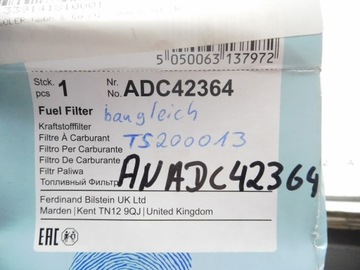 5 050063 137972
Stck. Nr.
pcs 1 No. ADC42364
Fuel Filter baugleich
Kraftstofffilter
Filtre À Carburant TS200013
Filtro Per Carburante
Filtro De Carburante
Filtr Paliwa ANADC42364
Топливный Фильтр
Ferdinand Bilstein UK Ltd
Marden | Kent TN12 9QJ | United Kingdom
EAC